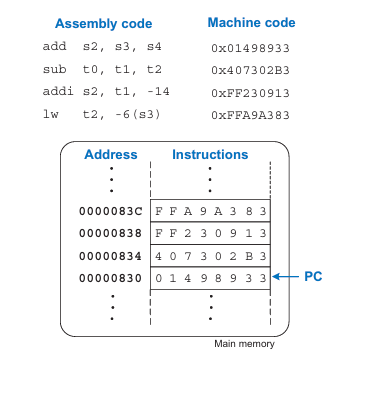 Assembly code Machine code
add s2, s3, s4 0x01498933
sub t0, t1, t2 0x407302B3
addi s2, t1, -14 0xFF230913
lw t2, -6(s3) 0xFFA9A383
Address Instructions
0000083C F F A 9 A 3 8 3
00000838 F F 2 3 0 9 1 3
00000834 4 0 7 3 0 2 B 3
00000830 0 1 4 9 8 9 3 3 PC
Main memory